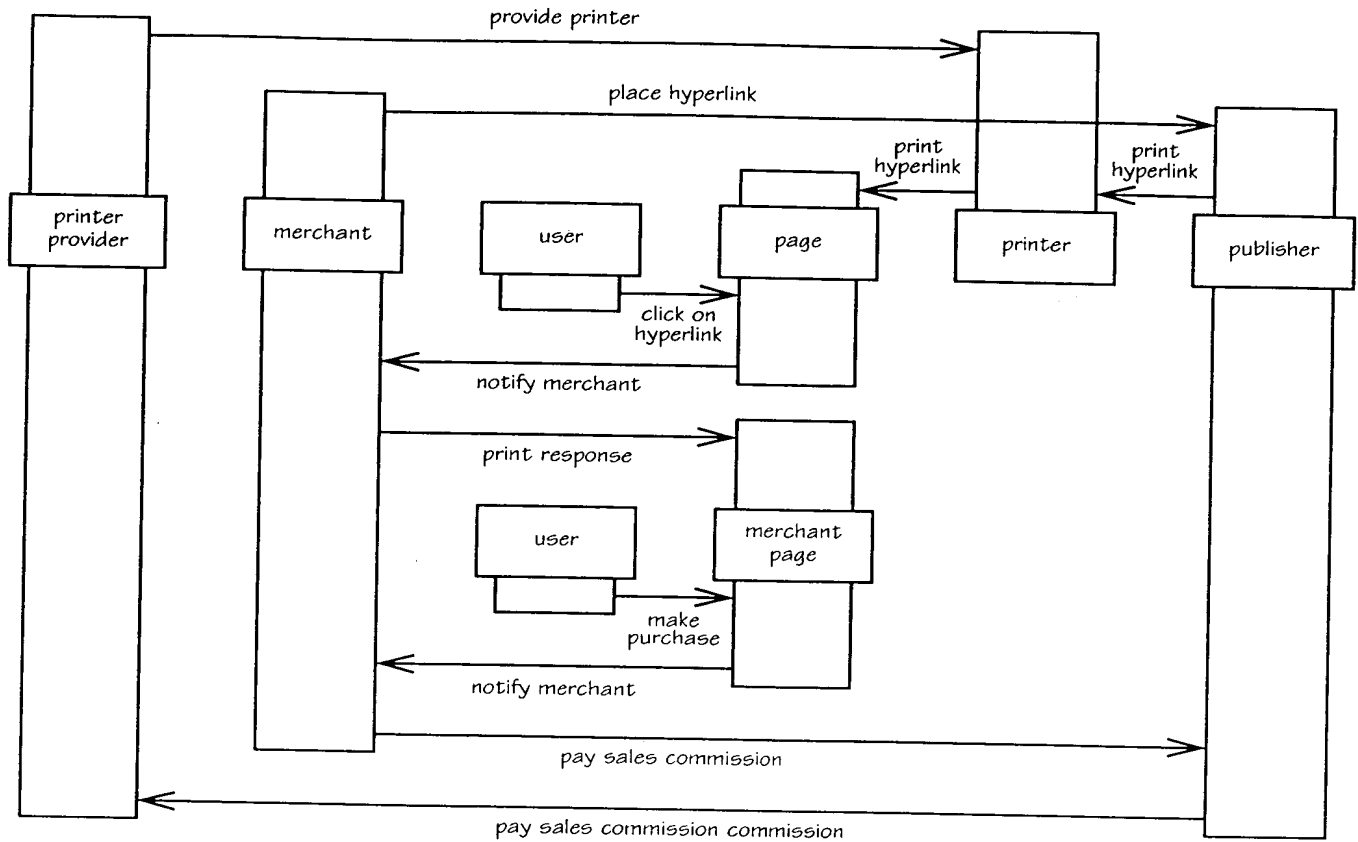 provide printer
place hyperlink
print
hyperlink
print
hyperlink
printer
provider
merchant
user
page
printer
publisher
click on
hyperlink
notify merchant
print response
user
merchant
page
make
purchase
notify merchant
pay sales commission
pay sales commission commission